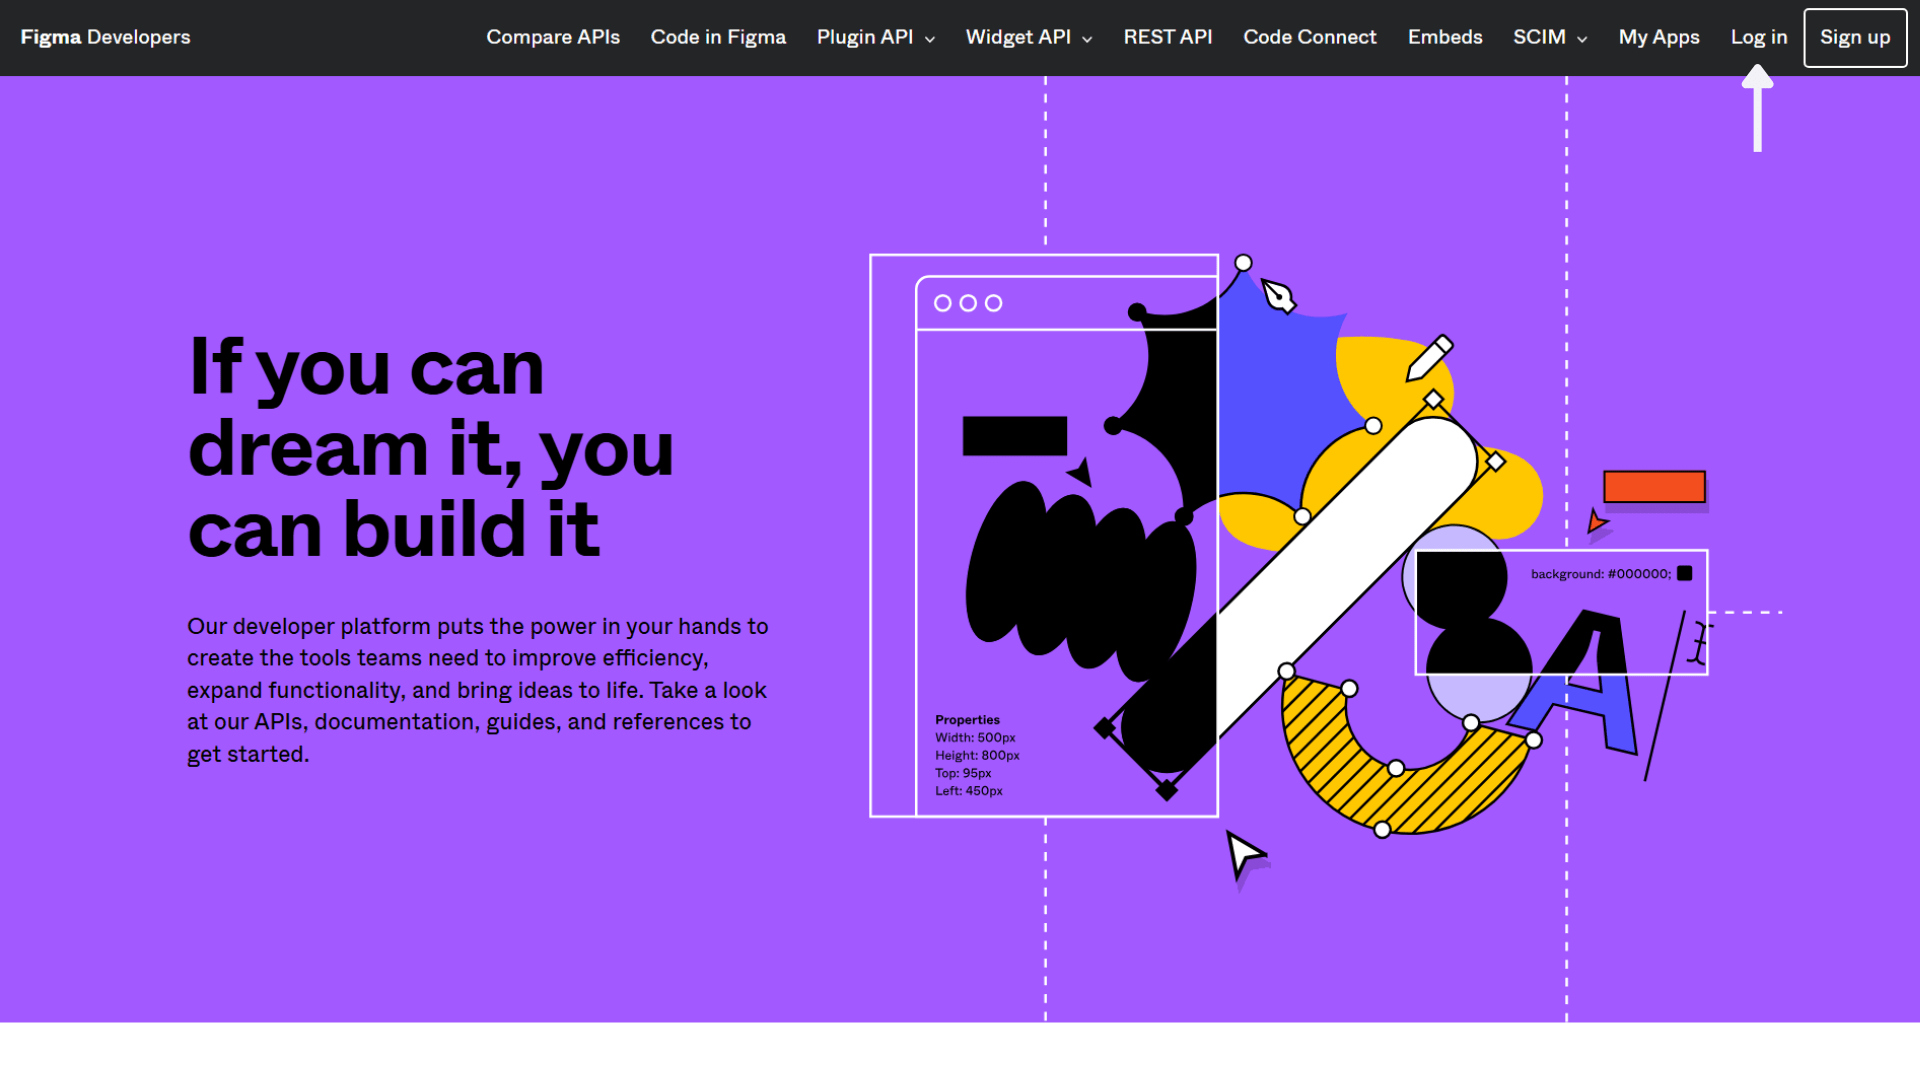 Figma Developers
Compare APIs
Code in Figma
Plugin API
Widget API
REST API
Code Connect
Embeds
SCIM
My Apps
Log in
Sign up
If you can
dream it, you
can build it
Our developer platform puts the power in your hands to
create the tools teams need to improve efficiency,
expand functionality, and bring ideas to life. Take a look
at our APIs, documentation, guides, and references to
get started.
Properties
Width: 500px
Height: 800px
Top: 95px
Left: 450px
background: #000000;
A